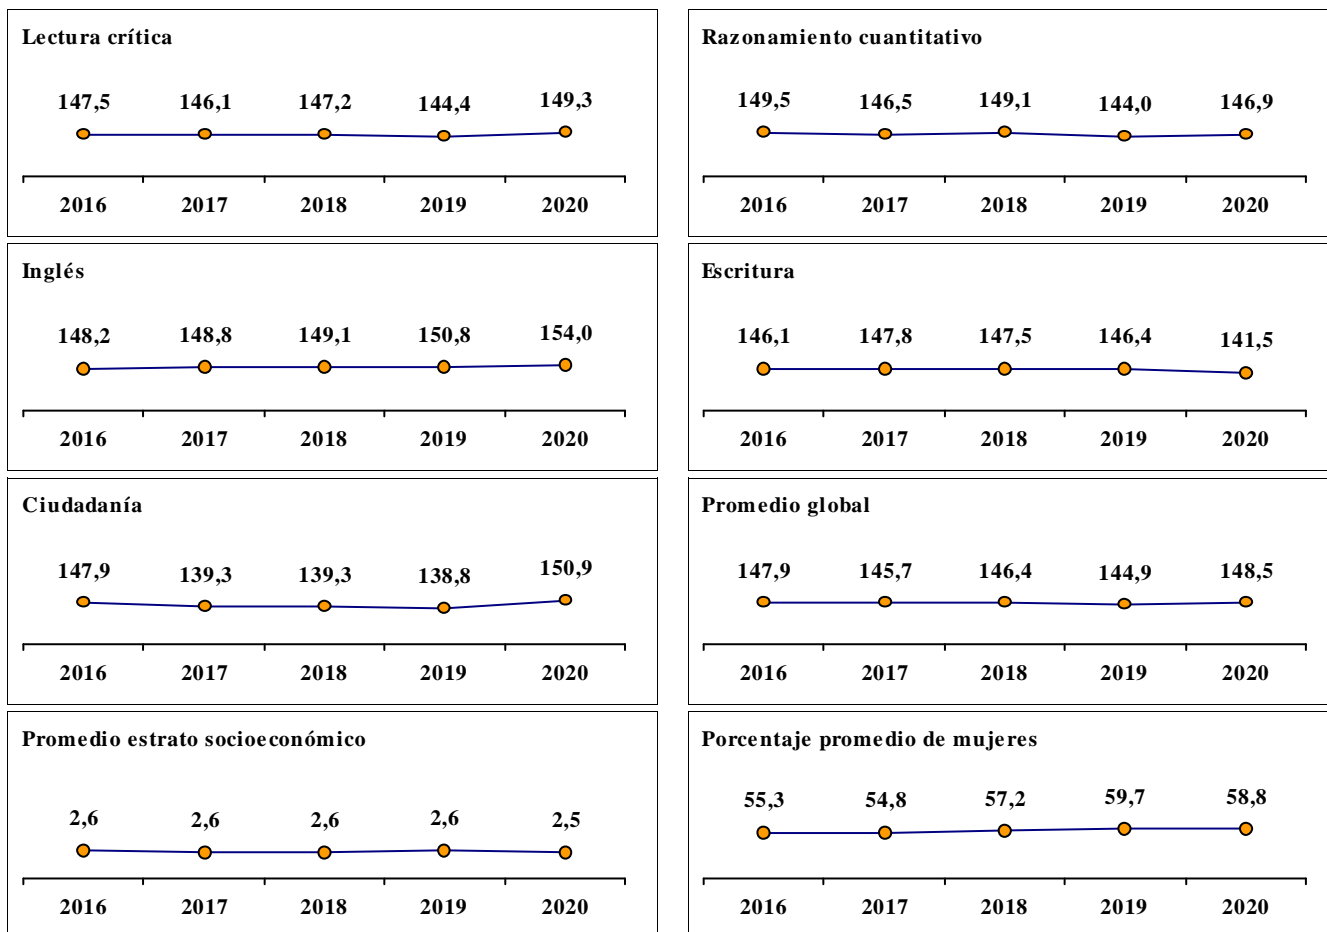 Lectura crítica
147,5 146,1 147,2 144,4 149,3
2016 2017 2018 2019 2020
Razonamiento cuantitativo
149,5 146,5 149,1 144,0 146,9
2016 2017 2018 2019 2020
Inglés
148,2 148,8 149,1 150,8 154,0
2016 2017 2018 2019 2020
Escritura
146,1 147,8 147,5 146,4 141,5
2016 2017 2018 2019 2020
Ciudadanía
147,9 139,3 139,3 138,8 150,9
2016 2017 2018 2019 2020
Promedio global
147,9 145,7 146,4 144,9 148,5
2016 2017 2018 2019 2020
Promedio estrato socioeconómico
2,6 2,6 2,6 2,6 2,5
2016 2017 2018 2019 2020
Porcentaje promedio de mujeres
55,3 54,8 57,2 59,7 58,8
2016 2017 2018 2019 2020